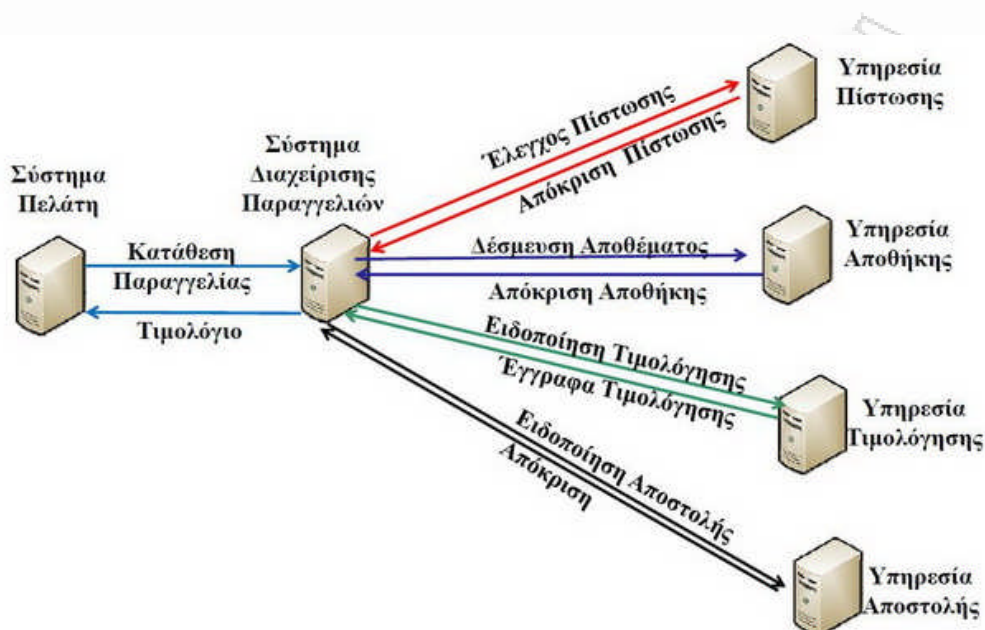 Υπηρεσία
Πίστωσης
Έλεγχος Πίστωσης
Απόκριση Πίστωσης
Σύστημα
Διαχείρισης
Παραγγελιών
Σύστημα
Πελάτη
Κατάθεση
Παραγγελίας
Τιμολόγιο
Δέσμευση Αποθέματος
Απόκριση Αποθήκης
Υπηρεσία
Αποθήκης
Ειδοποίηση Τιμολόγησης
Έγγραφα Τιμολόγησης
Υπηρεσία
Τιμολόγησης
Ειδοποίηση Αποστολής
Απόκριση
Υπηρεσία
Αποστολής